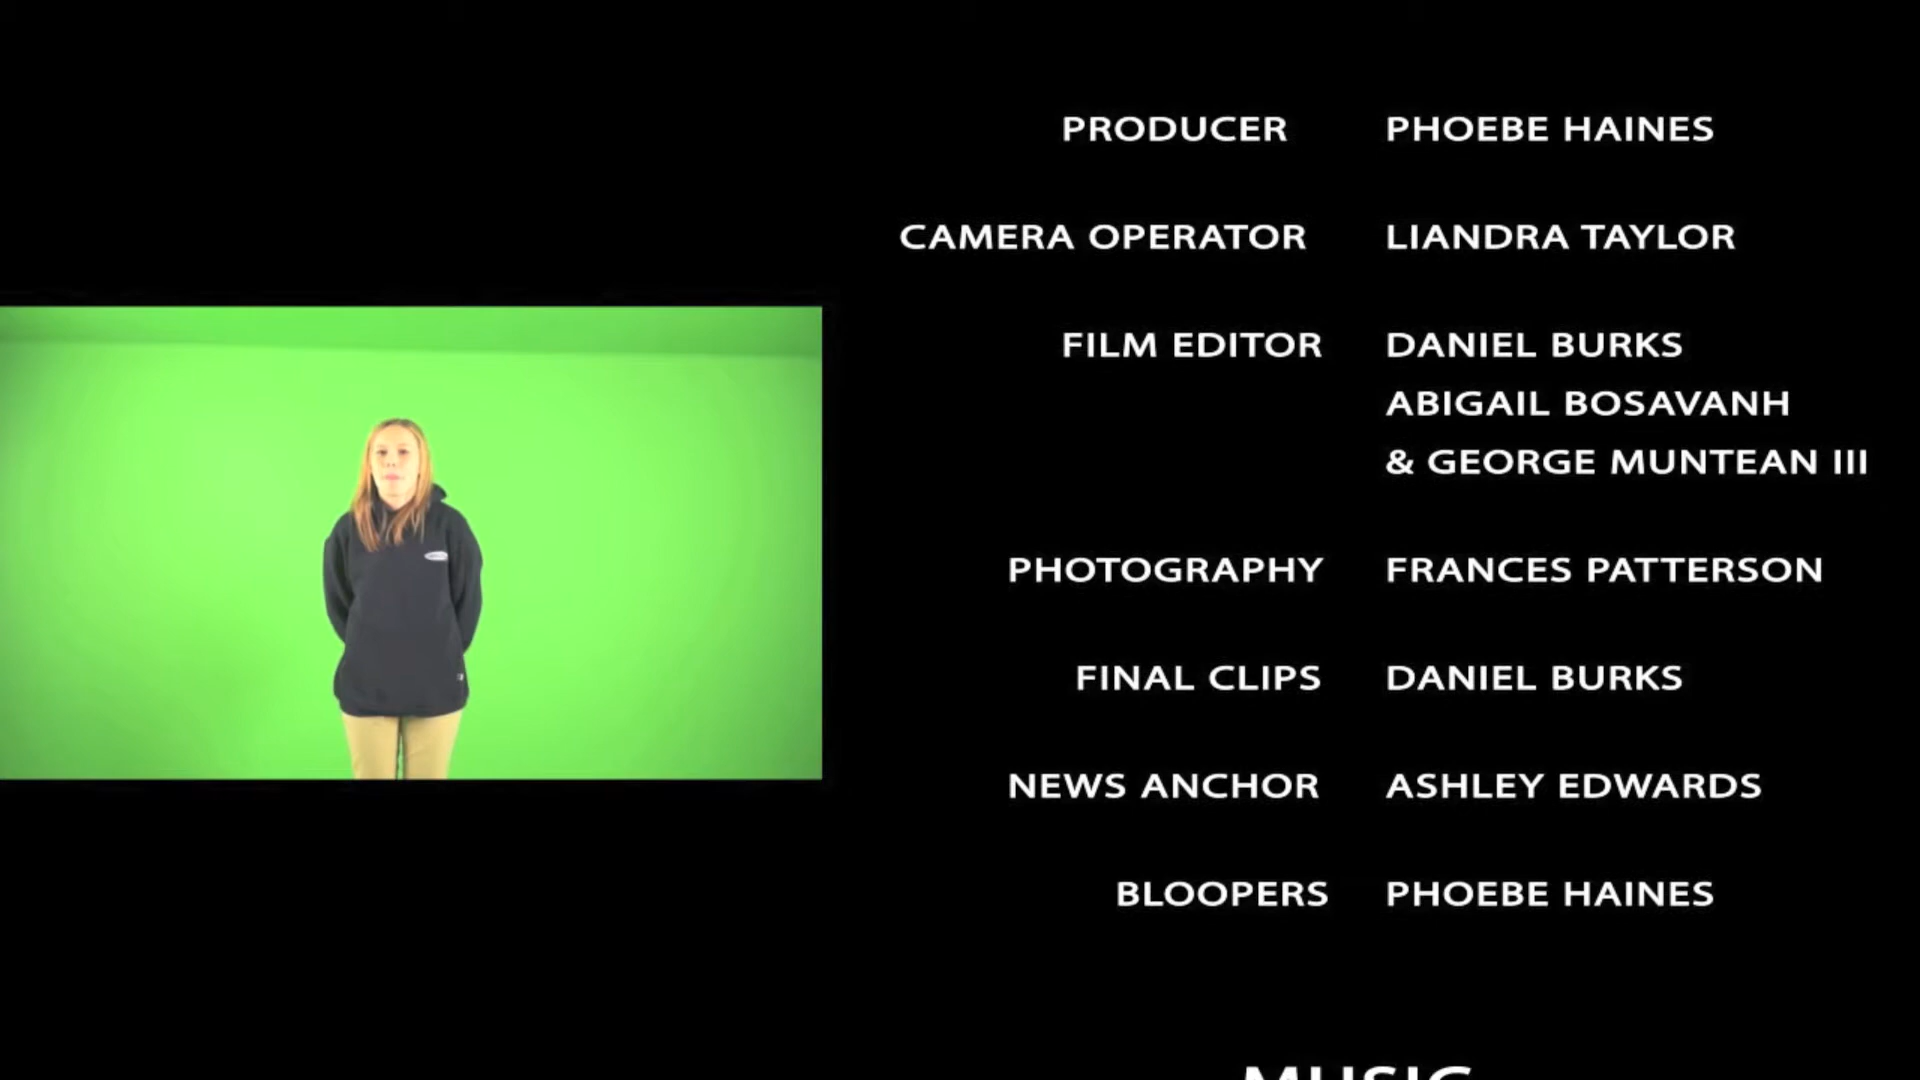 PRODUCER PHOEBE HAINES
CAMERA OPERATOR LIANDRA TAYLOR
FILM EDITOR DANIEL BURKS
ABIGAIL BOSAVANH
& GEORGE MUNTEAN III
PHOTOGRAPHY FRANCES PATTERSON
FINAL CLIPS DANIEL BURKS
NEWS ANCHOR ASHLEY EDWARDS
BLOOPERS PHOEBE HAINES
MUSIC